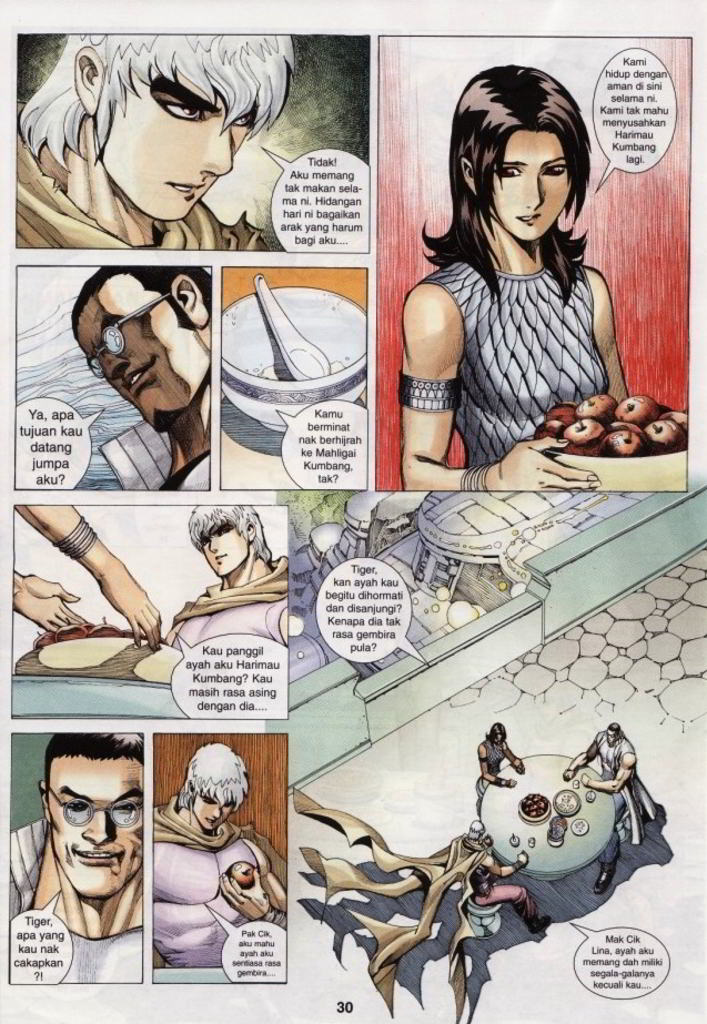 Tidak!
Aku memang
tak makan sela-
ma ni. Hidangan
hari ni bagaikan
arak yang harum
bagi aku....
Kami
hidup dengan
aman di sini
selama ni.
Kami tak mahu
menyusahkan
Harimau
Kumbang
lagi.
Ya, apa
tujuan kau
datang
jumpa
aku?
Kamu
berminat
nak berhijrah
ke Mahligai
Kumbang,
tak?
Kau panggil
ayah aku Harimau
Kumbang? Kau
masih rasa asing
dengan dia....
Tiger,
kan ayah kau
begitu dihormati
dan disanjungi?
Kenapa dia tak
rasa gembira
pula?
Tiger,
apa yang
kau nak
cakapkan
?!
Pak Cik,
aku mahu
ayah aku
sentiasa rasa
gembira....
Mak Cik
Lina, ayah aku
memang dah miliki
segala-galanya
kecuali kau....
30